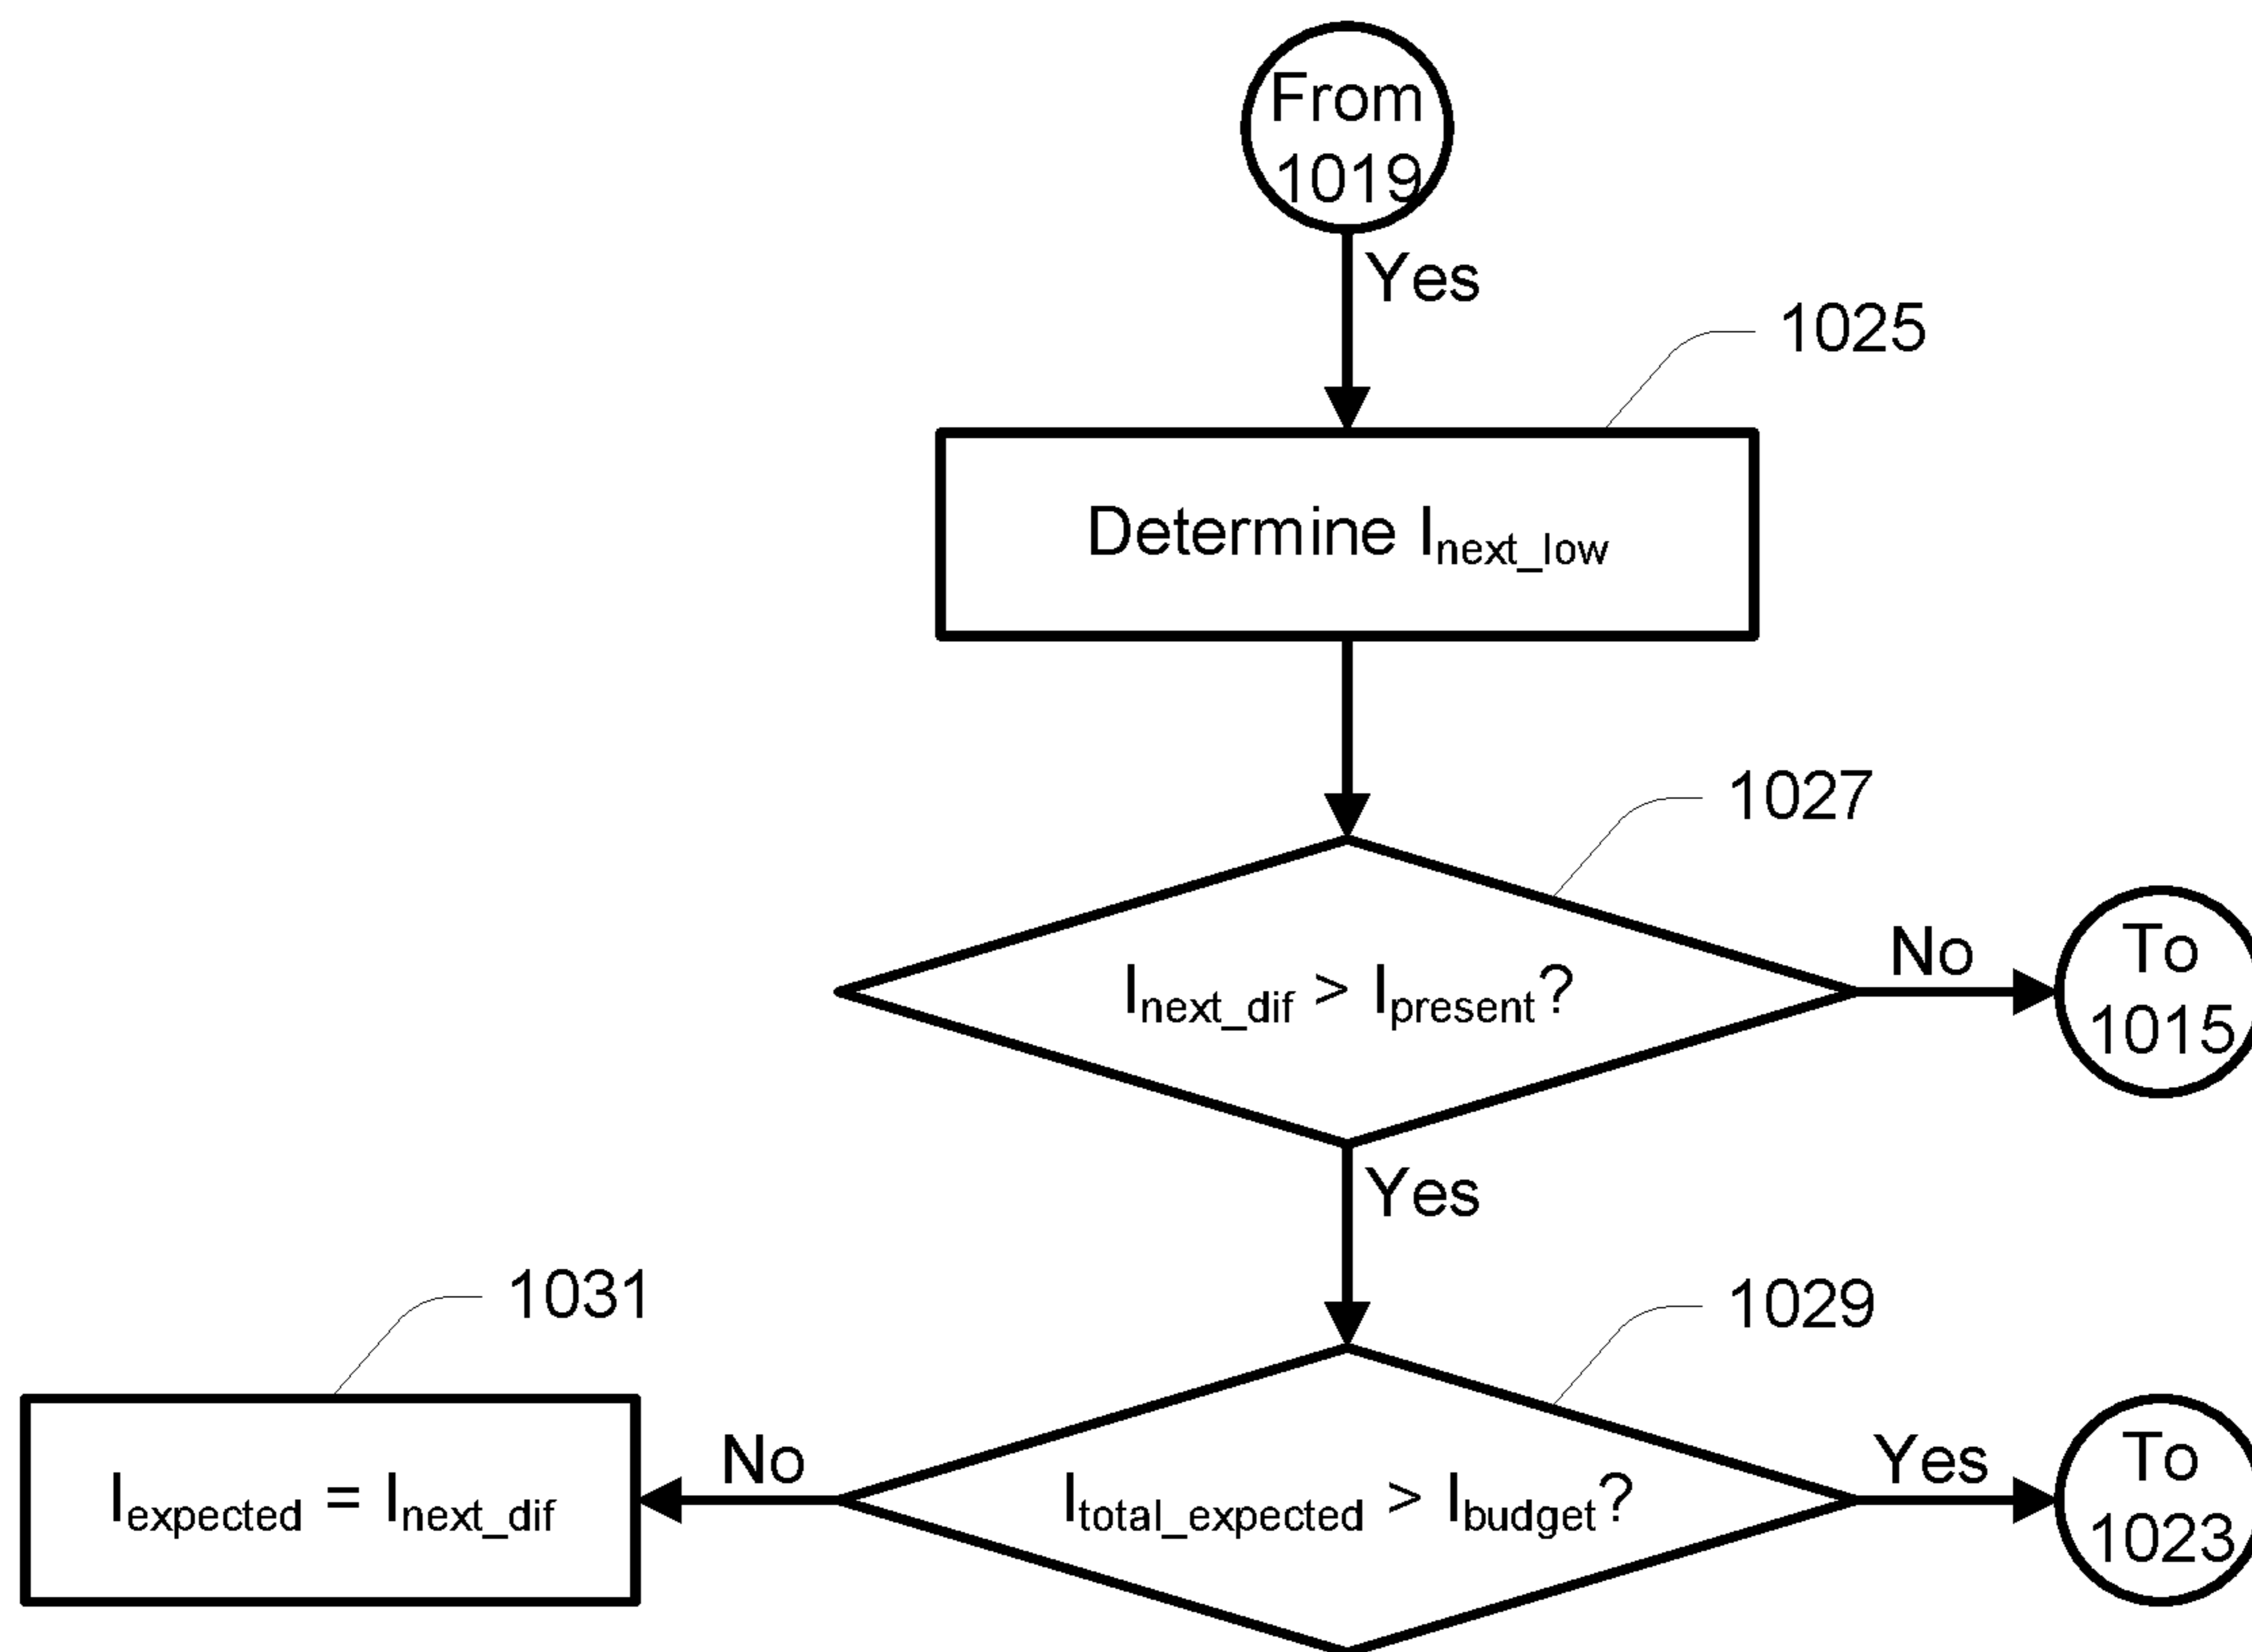 From
1019
Yes
1025
Determine Inext_low
1027
Inext_dif > Ipresent?
No
To
1015
Yes
1029
1031
Iexpected = Inext_dif
No
Itotal_expected > Ibudget?
Yes
To
1023